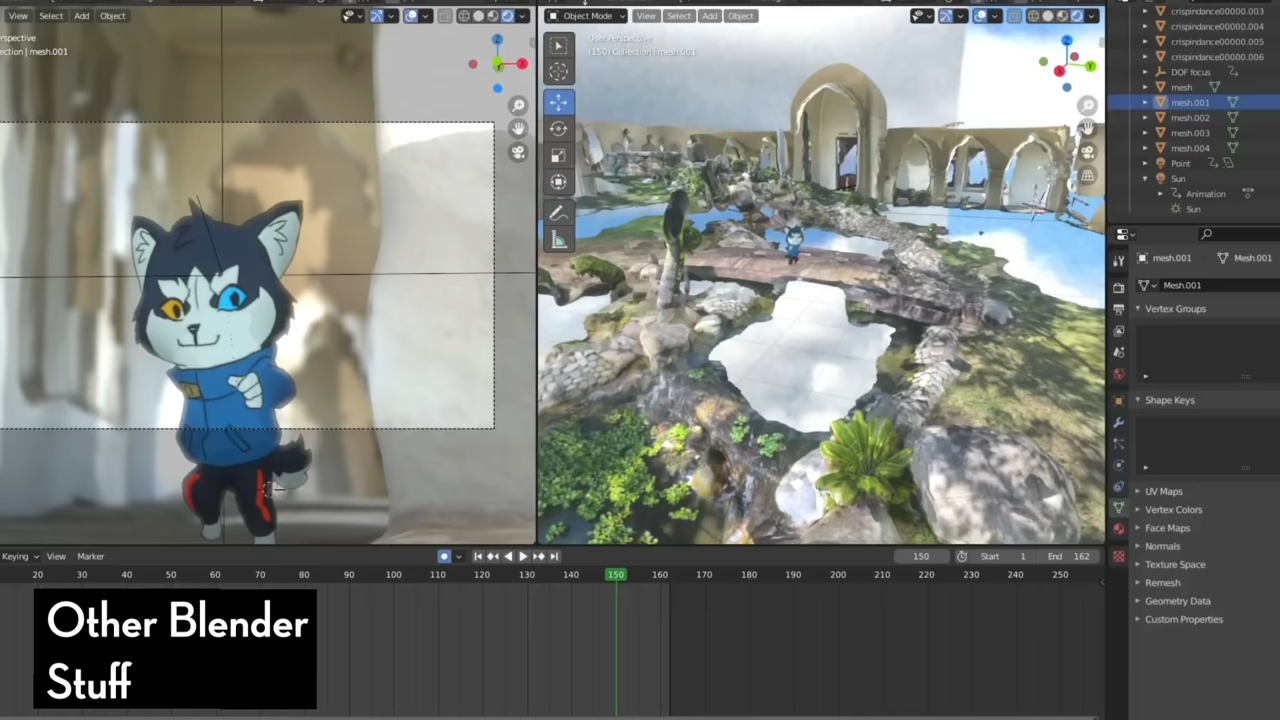 View Select Add Object
rspective
ection | mesh.001
Z
X
Y
Object Mode View Select Add Object
User Perspective
(150) Collection | mesh.001
Z
Y
X
crispindance00000.003
crispindance00000.004
crispindance00000.005
crispindance00000.006
DOF focus
mesh
mesh.001
mesh.002
mesh.003
mesh.004
Point
Sun
Animation
Sun
mesh.001 Mesh.001
Mesh.001
Vertex Groups
Shape Keys
UV Maps
Vertex Colors
Face Maps
Normals
Texture Space
Remesh
Geometry Data
Custom Properties
Keying View Marker
150 Start 1 End 162
20 30 40 50 60 70 80 90 100 110 120 130 140 150 160 170 180 190 200 210 220 230 240 250
Other Blender
Stuff